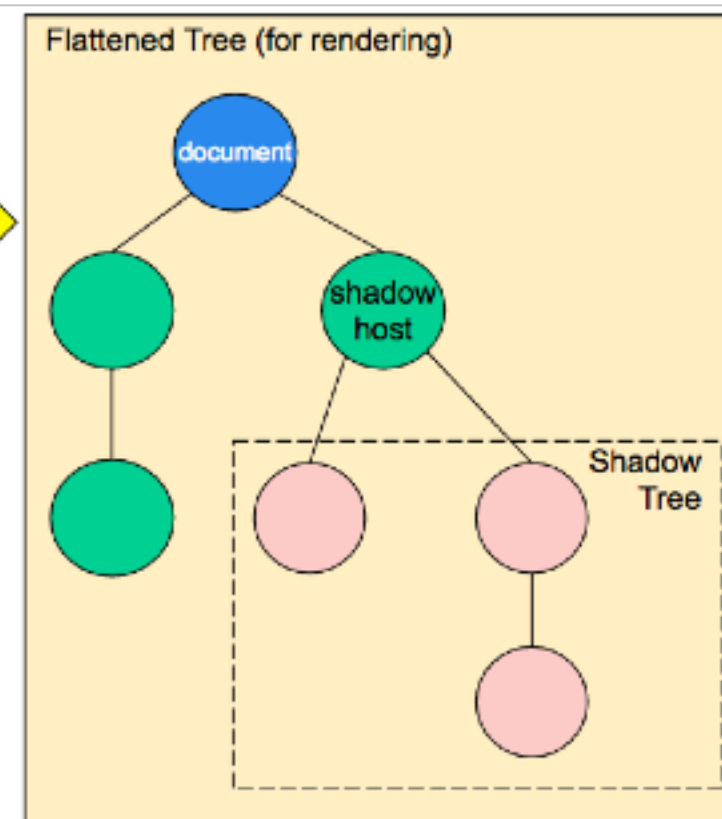 Flattened Tree (for rendering)
document
shadow
host
Shadow
Tree